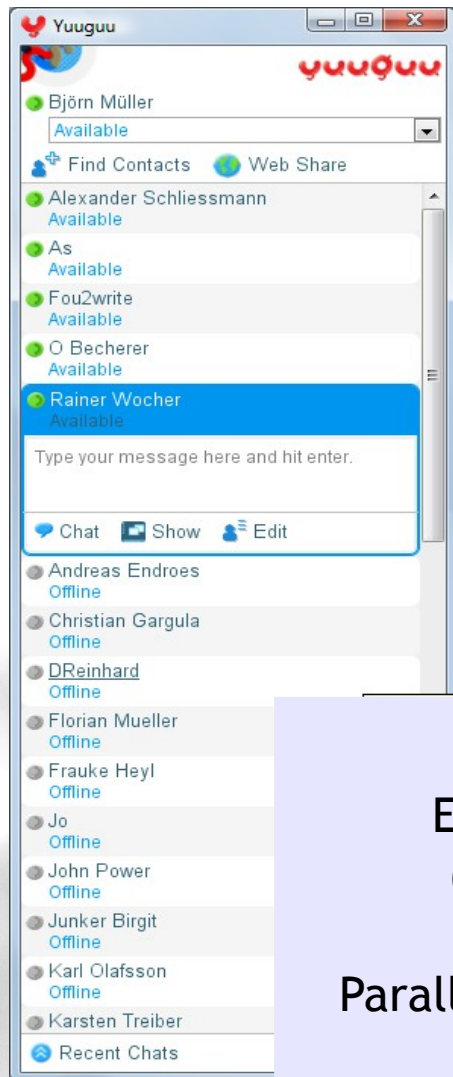 Yuuguu
yuuguu
Björn Müller
Available
Find Contacts Web Share
Alexander Schliessmann
Available
As
Available
Fou2write
Available
O Becherer
Available
Rainer Wocher
Available
Type your message here and hit enter.
Chat Show Edit
Andreas Endroes
Offline
Christian Gargula
Offline
DReinhard
Offline
Florian Mueller
Offline
Frauke Heyl
Offline
Jo
Offline
John Power
Offline
Junker Birgit
Offline
Karl Olafsson
Offline
Karsten Treiber
Recent Chats